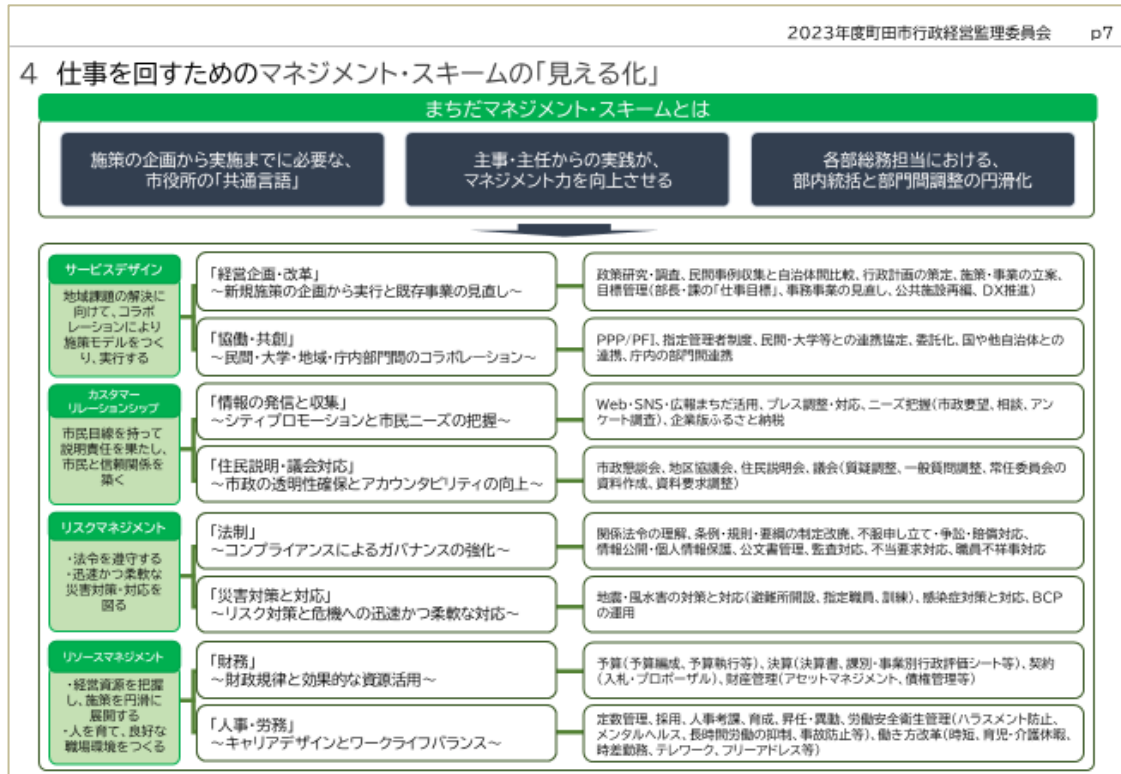 2023年度町田市行政経営監理委員会 p7
4 仕事を回すためのマネジメント・スキームの「見える化」
まちだマネジメント・スキームとは
施策の企画から実施までに必要な、
市役所の「共通言語」
主事・主任からの実践が、
マネジメント力を向上させる
各部総務担当における、
部内統括と部門間調整の円滑化
サービスデザイン
地域課題の解決に
向けて、コラボ
レーションにより
施策モデルをつく
り、実行する
「経営企画・改革」
～新規施策の企画から実行と既存事業の見直し～
政策研究・調査、民間事例収集と自治体間比較、行政計画の策定、施策・事業の立案、
目標管理(部長・課の「仕事目標」、事務事業の見直し、公共施設再編、DX推進)
「協働・共創」
～民間・大学・地域・庁内部門間のコラボレーション～
PPP/PFI、指定管理者制度、民間・大学等との連携協定、委託化、国や他自治体との
連携、庁内の部門間連携
カスタマー
リレーションシップ
市民目線を持って
説明責任を果たし、
市民と信頼関係を
築く
「情報の発信と収集」
～シティプロモーションと市民ニーズの把握～
Web・SNS・広報まちだ活用、プレス調整・対応、ニーズ把握(市政要望、相談、アン
ケート調査)、企業版ふるさと納税
「住民説明・議会対応」
～市政の透明性確保とアカウンタビリティの向上～
市政懇談会、地区協議会、住民説明会、議会(質疑調整、一般質問調整、常任委員会の
資料作成、資料要求調整)
リスクマネジメント
・法令を遵守する
・迅速かつ柔軟な
災害対策・対応を
図る
「法制」
～コンプライアンスによるガバナンスの強化～
関係法令の理解、条例・規則・要綱の制定改廃、不服申し立て・争訟・賠償対応、
情報公開・個人情報保護、公文書管理、監査対応、不当要求対応、職員不祥事対応
「災害対策と対応」
～リスク対策と危機への迅速かつ柔軟な対応～
地震・風水害の対策と対応(避難所開設、指定職員、訓練)、感染症対策と対応、BCP
の運用
リソースマネジメント
・経営資源を把握
し、施策を円滑に
展開する
・人を育て、良好な
職場環境をつくる
「財務」
～財政規律と効果的な資源活用～
予算(予算編成、予算執行等)、決算(決算書、課別・事業別行政評価シート等)、契約
(入札・プロポーザル)、財産管理(アセットマネジメント、債権管理等)
「人事・労務」
～キャリアデザインとワークライフバランス～
定数管理、採用、人事考課、育成、昇任・異動、労働安全衛生管理(ハラスメント防止、
メンタルヘルス、長時間労働の抑制、事故防止等)、働き方改革(時短、育児・介護休暇、
時差勤務、テレワーク、フリーアドレス等)